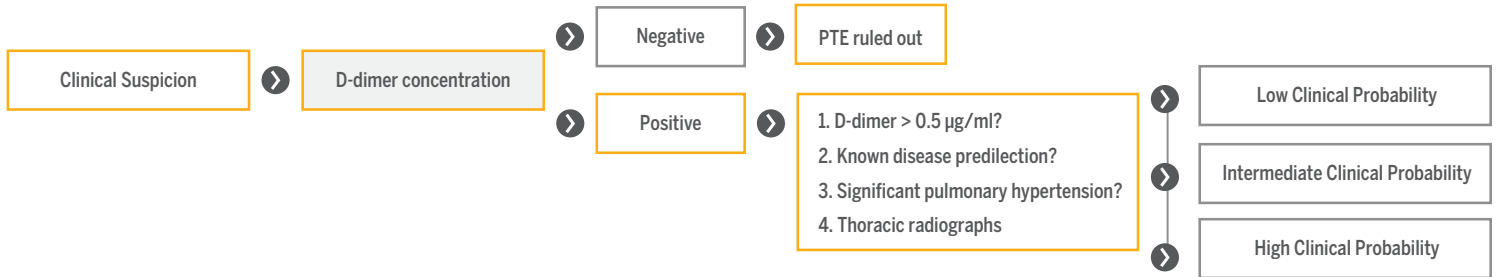 Clinical Suspicion
D-dimer concentration
Negative
PTE ruled out
Positive
1. D-dimer > 0.5 µg/ml?
2. Known disease predilection?
3. Significant pulmonary hypertension?
4. Thoracic radiographs
Low Clinical Probability
Intermediate Clinical Probability
High Clinical Probability